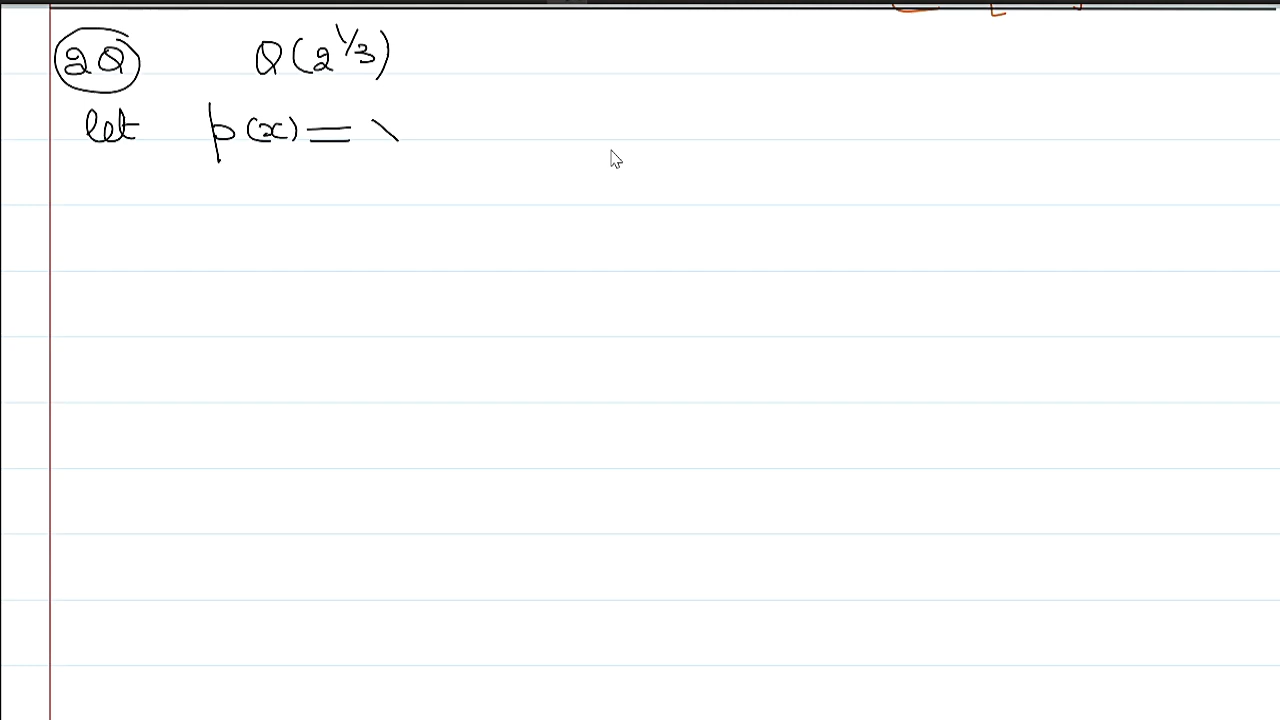 2Q Q(2^1/3)
let p(x) = \